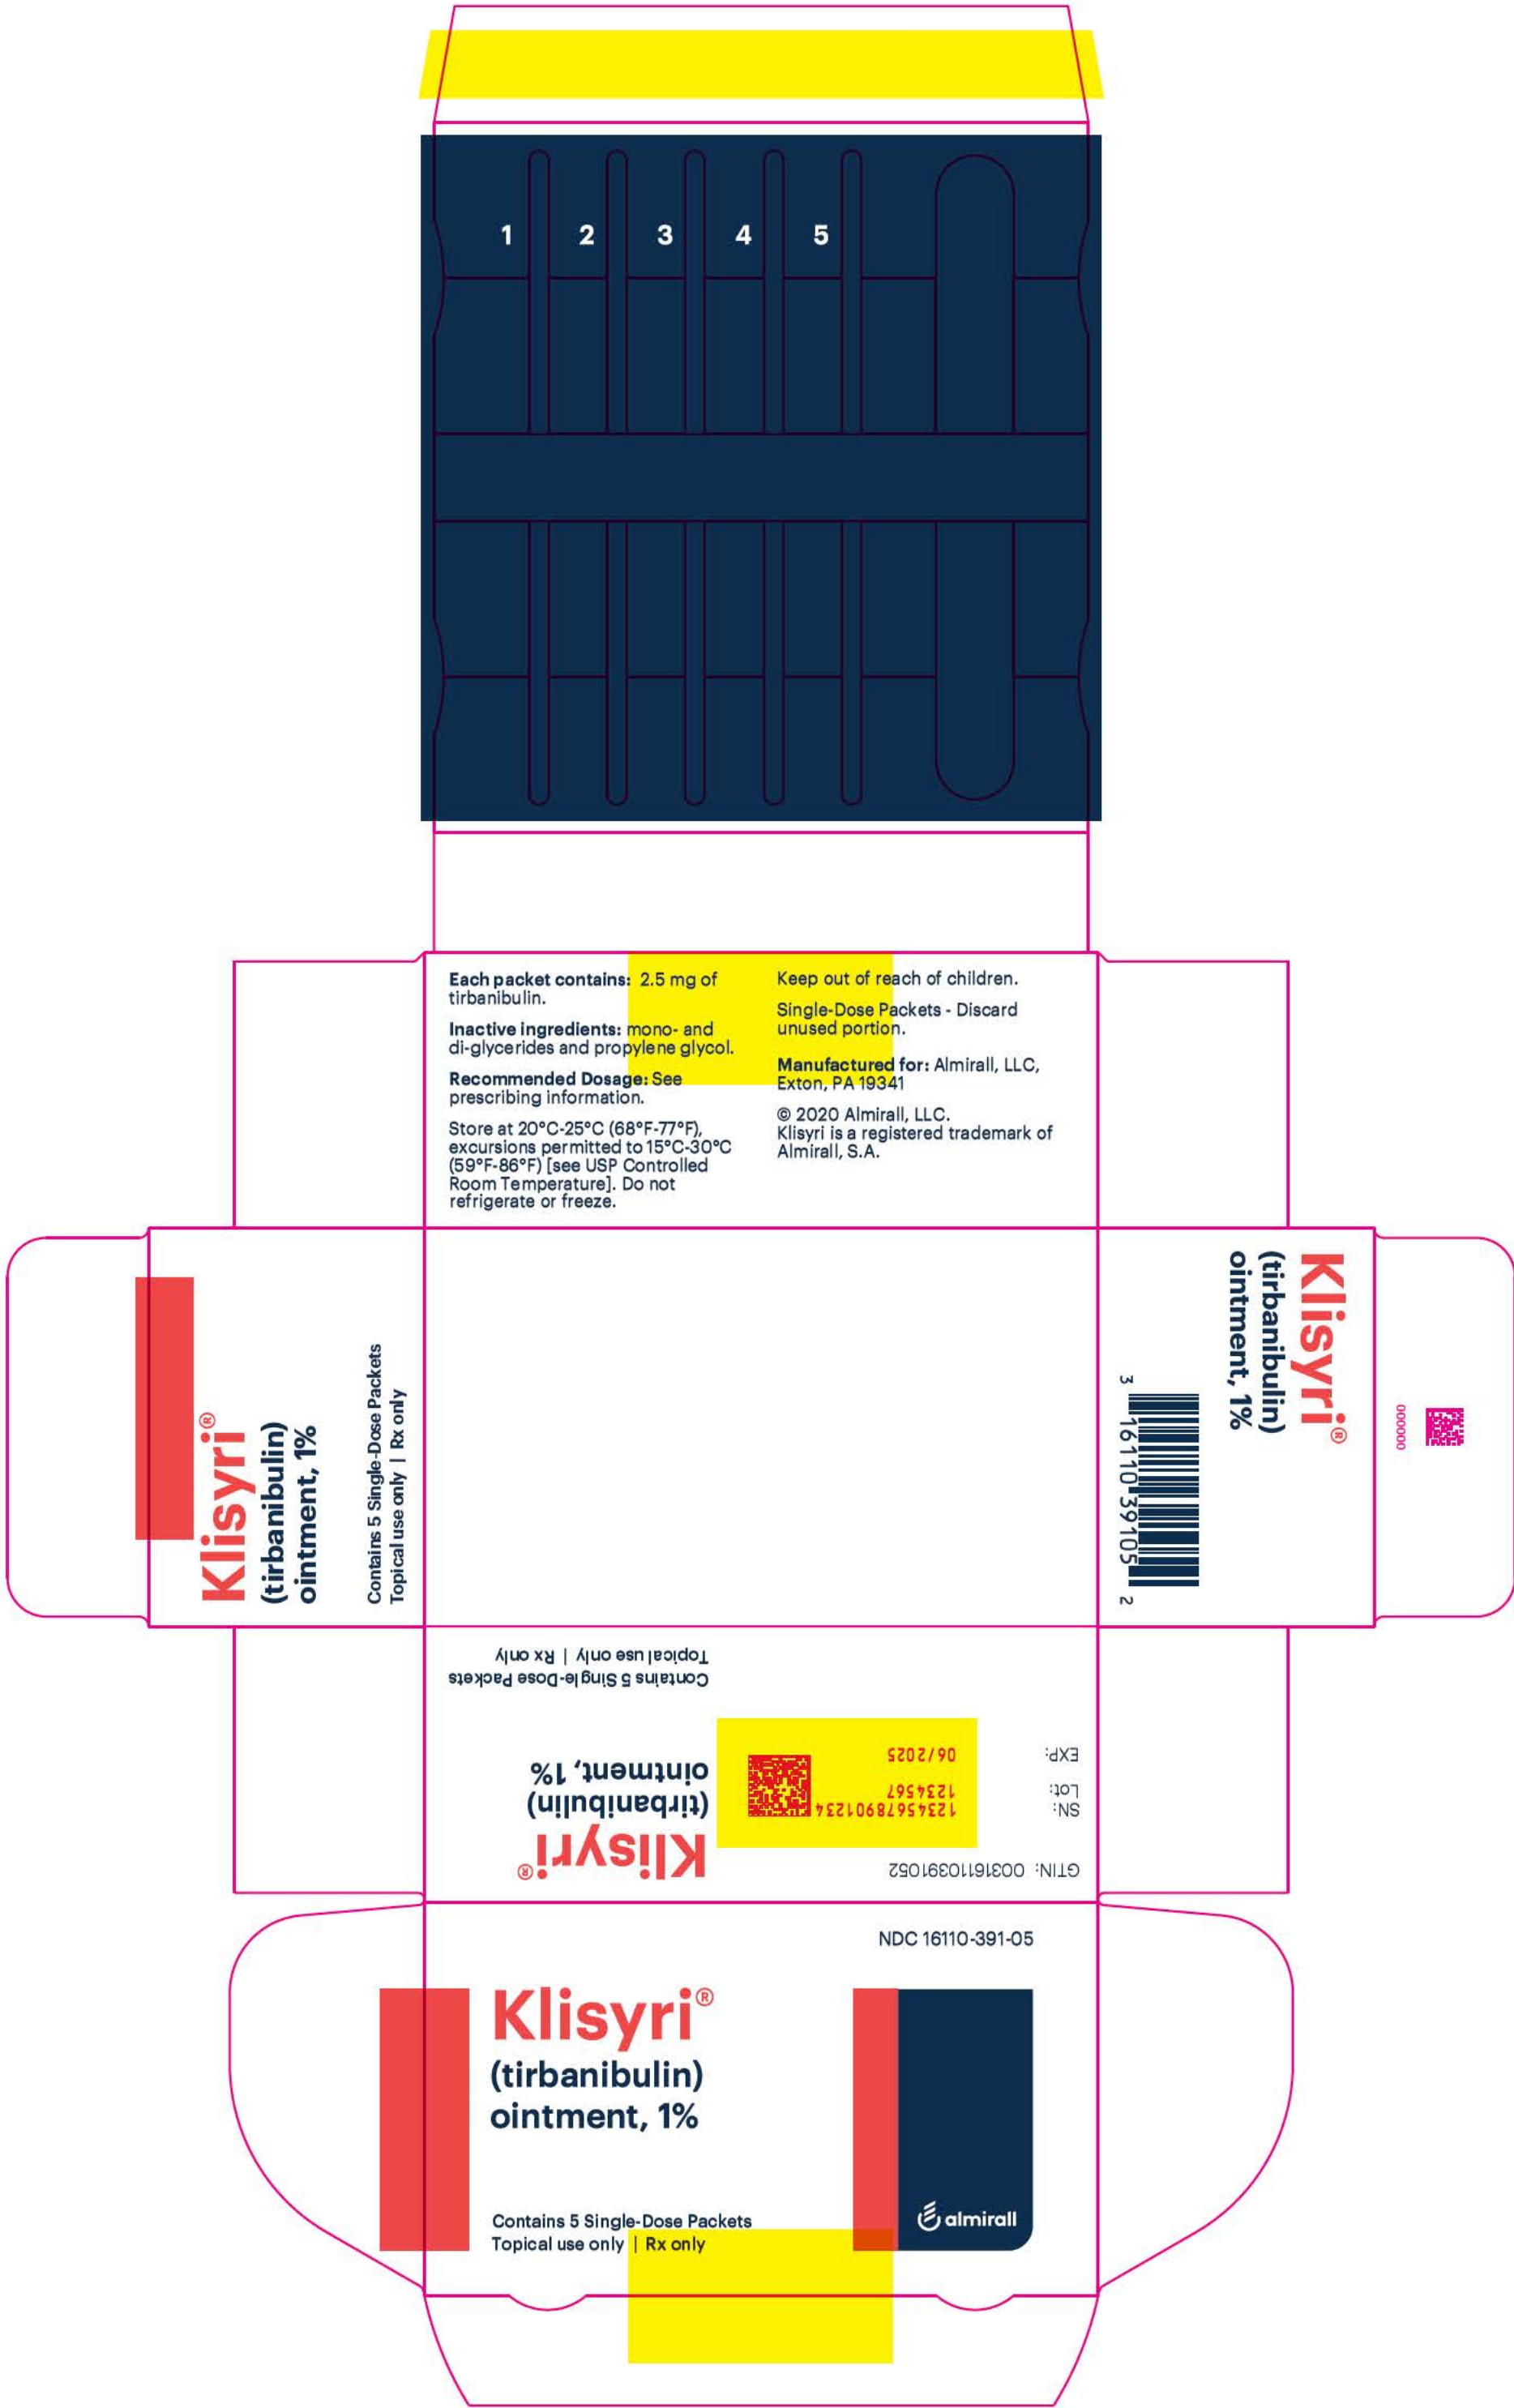 1 2 3 4 5
Each packet contains: 2.5 mg of
tirbanibulin.
Inactive ingredients: mono- and
di-glycerides and propylene glycol.
Recommended Dosage: See
prescribing information.
Store at 20°C-25°C (68°F-77°F),
excursions permitted to 15°C-30°C
(59°F-86°F) [see USP Controlled
Room Temperature]. Do not
refrigerate or freeze.
Keep out of reach of children.
Single-Dose Packets - Discard
unused portion.
Manufactured for: Almirall, LLC,
Exton, PA 19341
© 2020 Almirall, LLC.
Klisyri is a registered trademark of
Almirall, S.A.
Klisyri®
(tirbanibulin)
ointment, 1%
Contains 5 Single-Dose Packets
Topical use only | Rx only
Klisyri®
(tirbanibulin)
ointment, 1%
3 16110 39105 2
000000
GTIN: 00316110391052
SN: 12345678901234
Lot: 1234567
EXP: 06/2025
Klisyri®
(tirbanibulin)
ointment, 1%
Contains 5 Single-Dose Packets
Topical use only | Rx only
NDC 16110-391-05
Klisyri®
(tirbanibulin)
ointment, 1%
Contains 5 Single-Dose Packets
Topical use only | Rx only
almirall